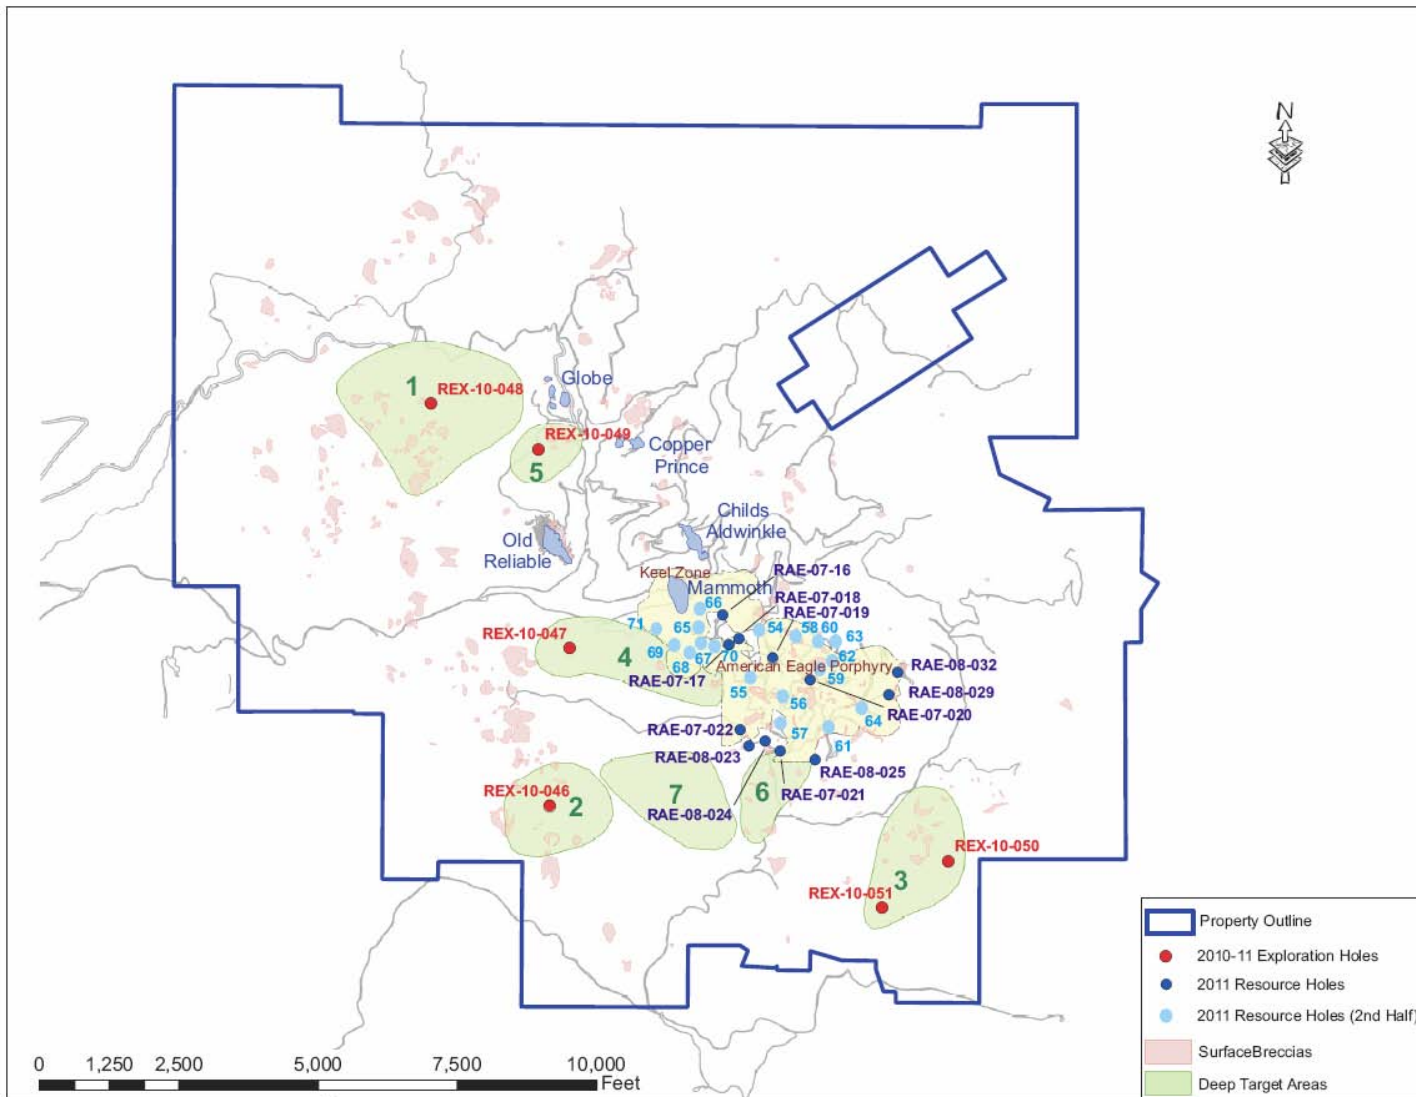 N
1
REX-10-048
Globe
REX-10-049
5
Copper
Prince
Childs
Aldwinkle
Old
Reliable
Keel Zone
Mammoth
RAE-07-16
RAE-07-018
RAE-07-019
66
71
65
54
58
60
63
REX-10-047
4
69
68
67
70
62
RAE-07-17
American Eagle Porphyry
RAE-08-032
59
55
56
RAE-08-029
RAE-07-020
64
RAE-07-022
57
61
RAE-08-023
RAE-08-025
REX-10-046
2
7
6
RAE-07-021
RAE-08-024
REX-10-050
3
REX-10-051
Property Outline
2010-11 Exploration Holes
2011 Resource Holes
2011 Resource Holes (2nd Half)
SurfaceBreccias
Deep Target Areas
0 1,250 2,500 5,000 7,500 10,000
Feet